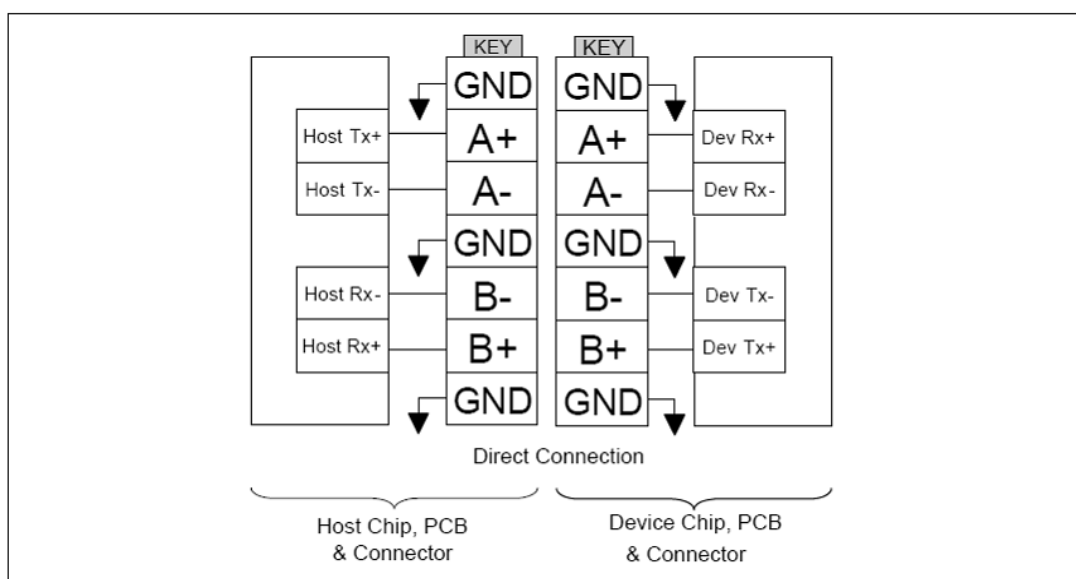 KEY KEY
GND GND
Host Tx+ A+ A+ Dev Rx+
Host Tx- A- A- Dev Rx-
GND GND
Host Rx- B- B- Dev Tx-
Host Rx+ B+ B+ Dev Tx+
GND GND
Direct Connection
Host Chip, PCB
& Connector
Device Chip, PCB
& Connector